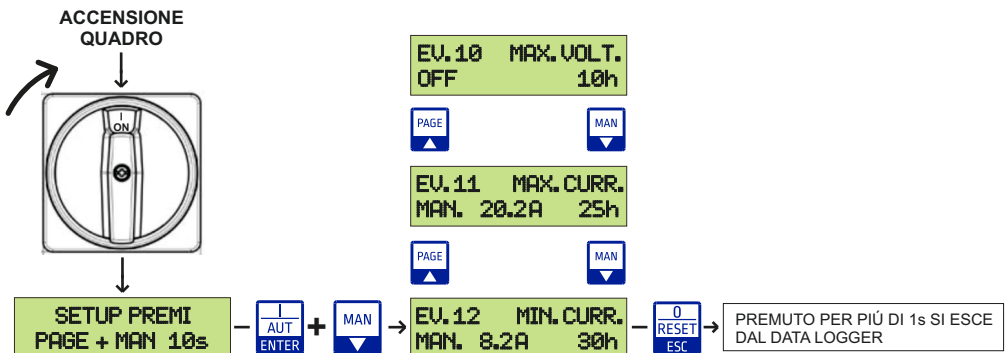 ACCENSIONE
QUADRO
I
ON
SETUP PREMI
PAGE + MAN 10s
I
AUT
ENTER
+
MAN
EV.10 MAX.VOLT.
OFF 10h
PAGE
MAN
EV.11 MAX.CURR.
MAN. 20.2A 25h
PAGE
MAN
EV.12 MIN.CURR.
MAN. 8.2A 30h
0
RESET
ESC
PREMUTO PER PIÚ DI 1s SI ESCE
DAL DATA LOGGER